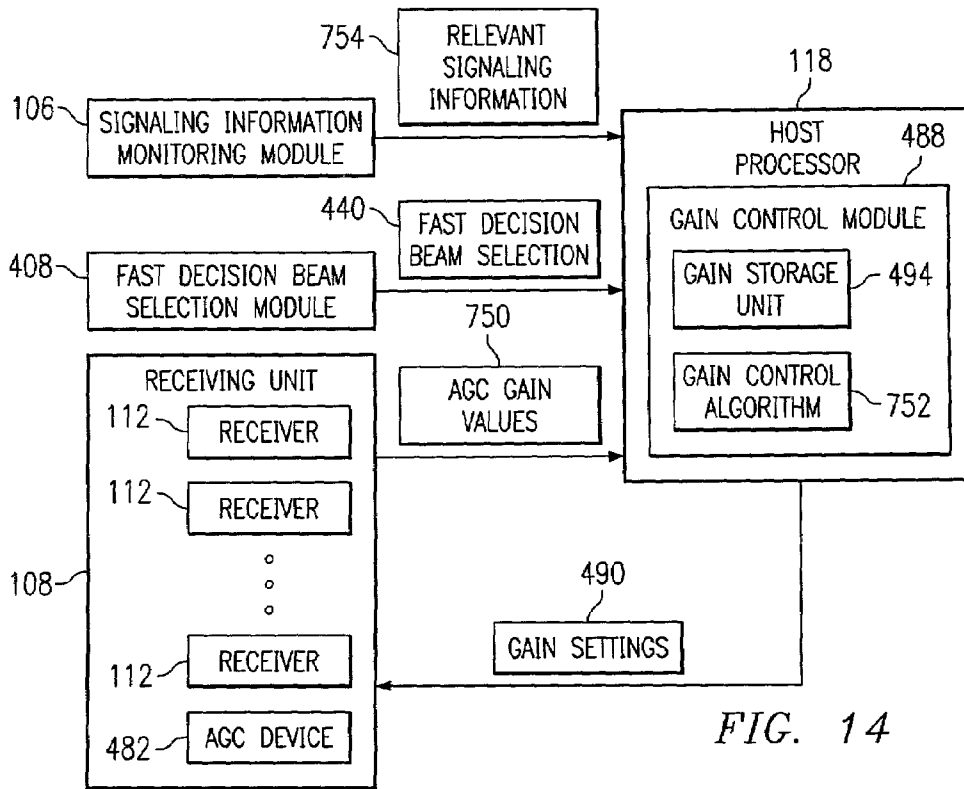 754
RELEVANT
SIGNALING
INFORMATION
118
106
SIGNALING INFORMATION
MONITORING MODULE
HOST
PROCESSOR
488
440
FAST DECISION
BEAM SELECTION
GAIN CONTROL MODULE
408
FAST DECISION BEAM
SELECTION MODULE
GAIN STORAGE
UNIT
494
750
RECEIVING UNIT
AGC GAIN
VALUES
GAIN CONTROL
ALGORITHM
752
112
RECEIVER
112
RECEIVER
108
490
GAIN SETTINGS
112
RECEIVER
482
AGC DEVICE
FIG. 14